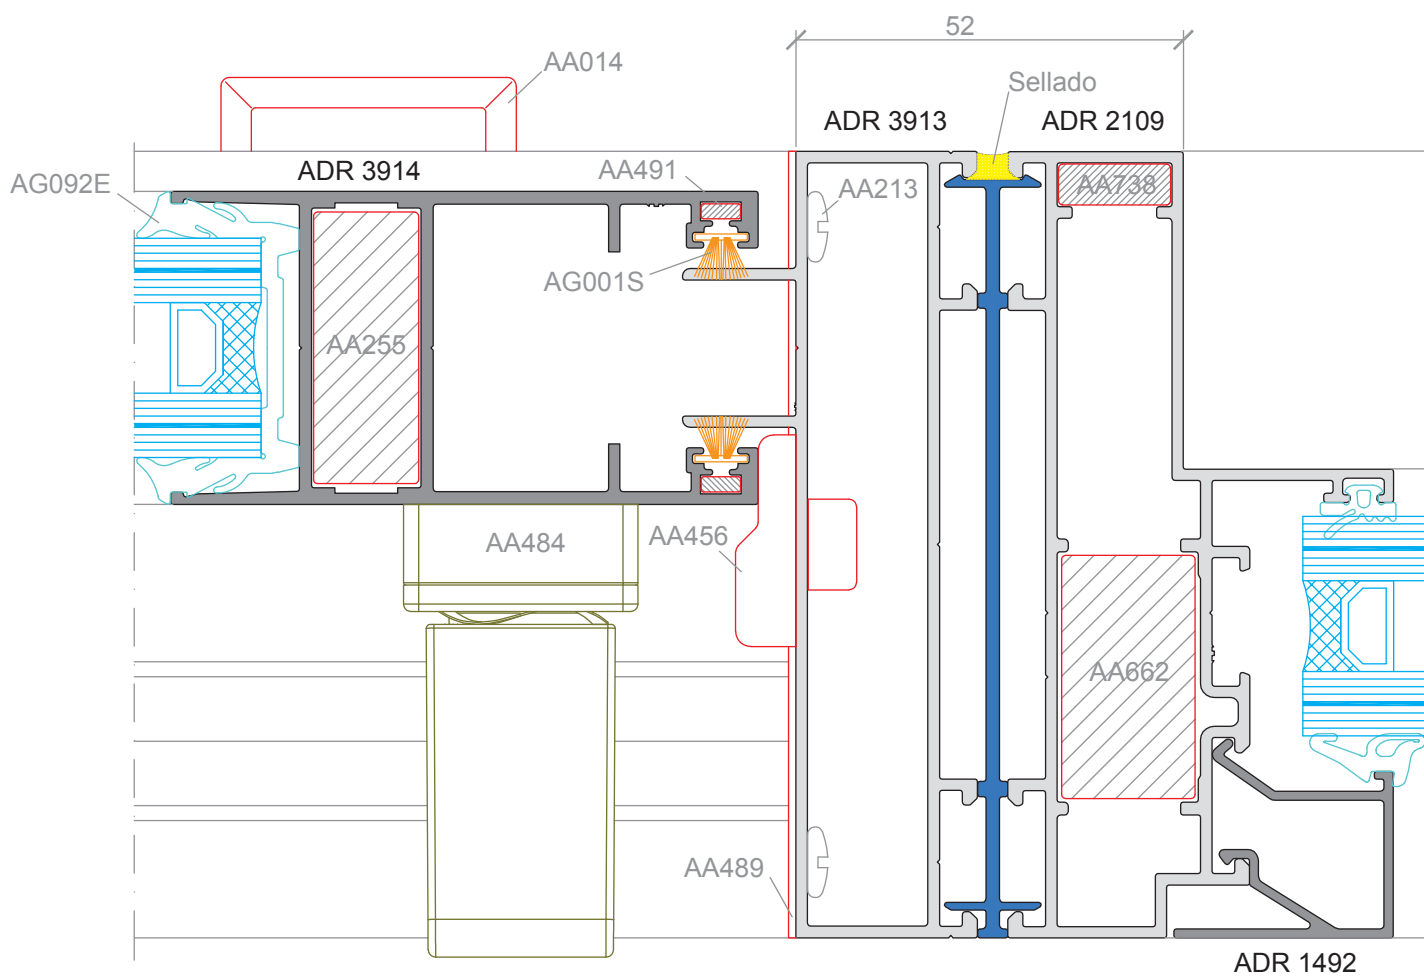 52
AA014
Sellado
ADR 3913
ADR 2109
ADR 3914
AA491
AG092E
AA213
AA738
AG001S
AA255
AA484
AA456
AA662
AA489
ADR 1492